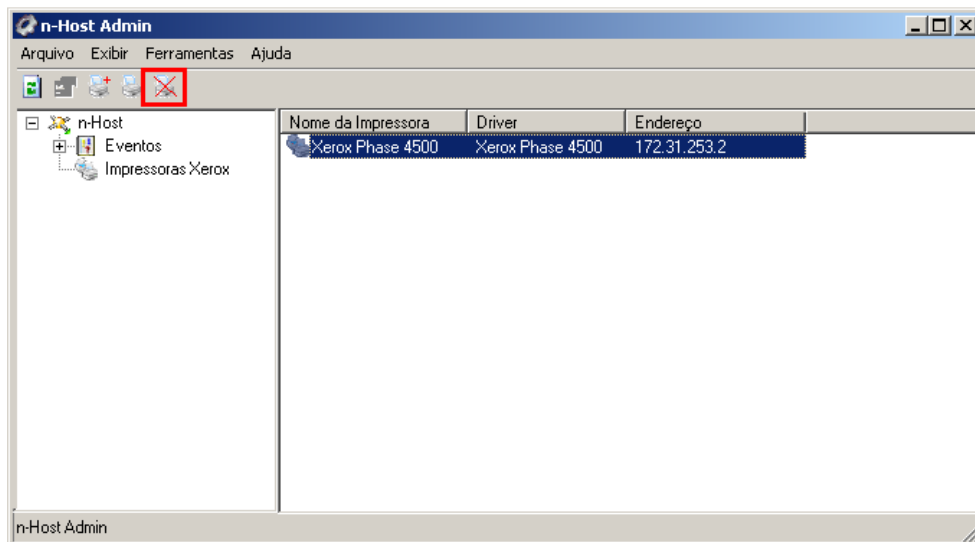 n-Host Admin
Arquivo Exibir Ferramentas Ajuda
n-Host
Eventos
Impressoras Xerox
Nome da Impressora Driver Endereço
Xerox Phase 4500 Xerox Phase 4500 172.31.253.2
n-Host Admin